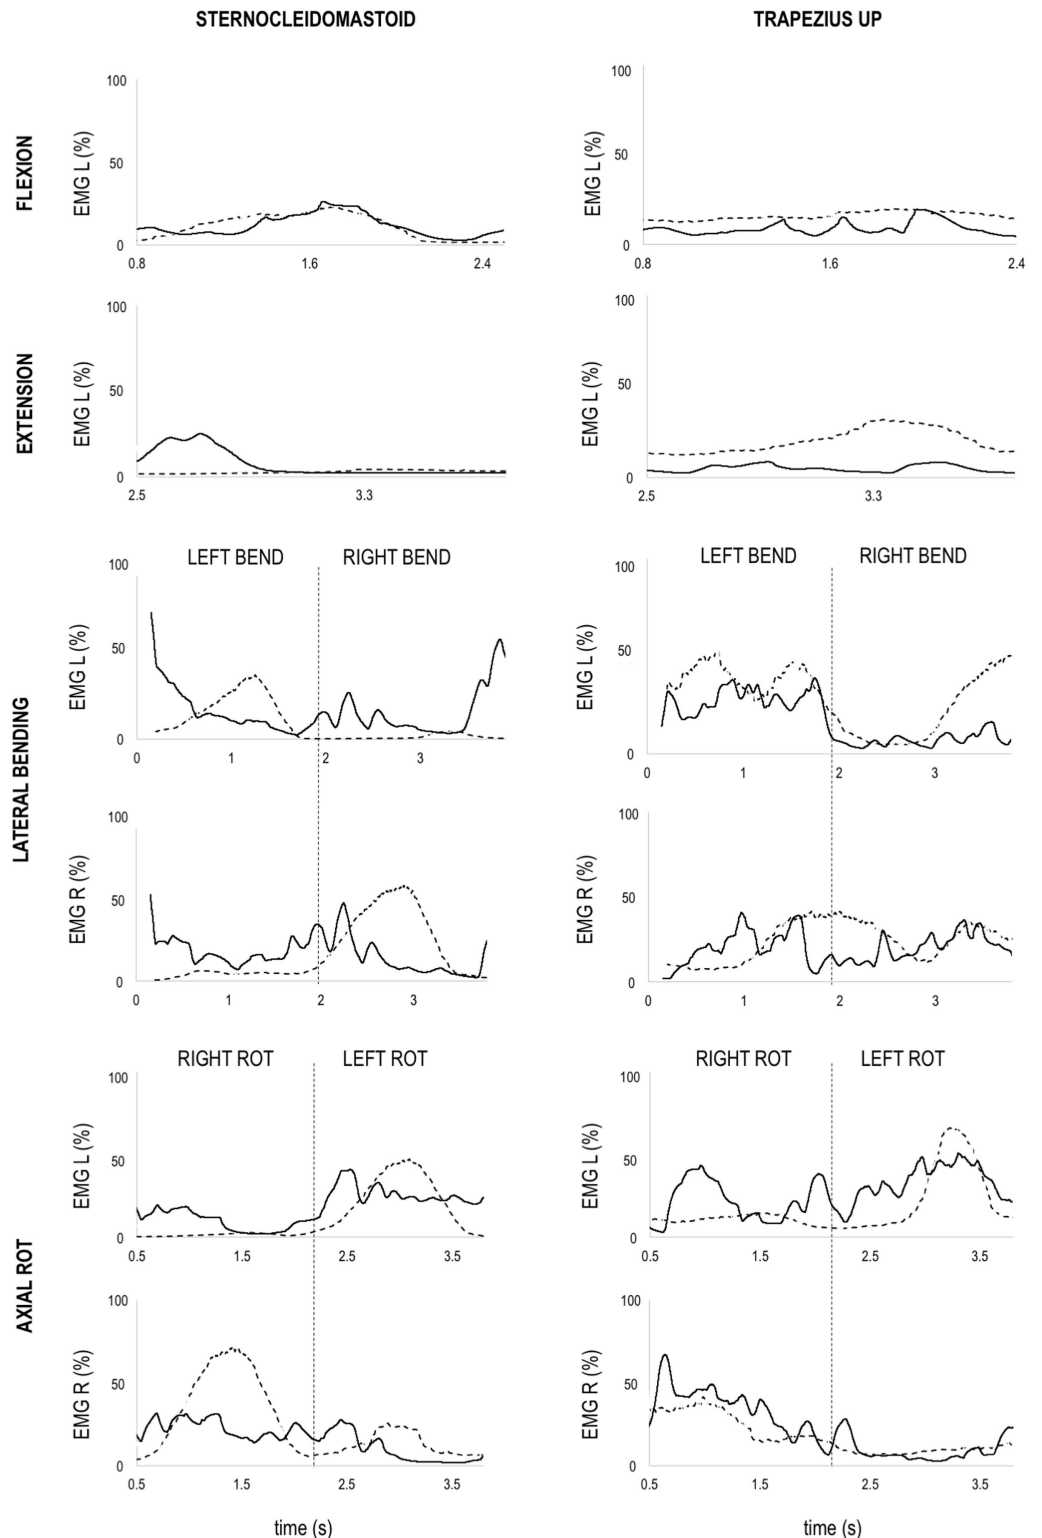 STERNOCLEIDOMASTOID TRAPEZIUS UP
FLEXION
EMG L (%)
100
50
0
0.8 1.6 2.4
EMG L (%)
100
50
0
0.8 1.6 2.4
EXTENSION
EMG L (%)
100
50
0
2.5 3.3
EMG L (%)
100
50
0
2.5 3.3
LATERAL BENDING
LEFT BEND RIGHT BEND
EMG L (%)
100
50
0
0 1 2 3
LEFT BEND RIGHT BEND
EMG L (%)
100
50
0
0 1 2 3
EMG R (%)
100
50
0
0 1 2 3
EMG R (%)
100
50
0
0 1 2 3
AXIAL ROT
RIGHT ROT LEFT ROT
EMG L (%)
100
50
0
0.5 1.5 2.5 3.5
RIGHT ROT LEFT ROT
EMG L (%)
100
50
0
0.5 1.5 2.5 3.5
EMG R (%)
100
50
0
0.5 1.5 2.5 3.5
time (s)
EMG R (%)
100
50
0
0.5 1.5 2.5 3.5
time (s)